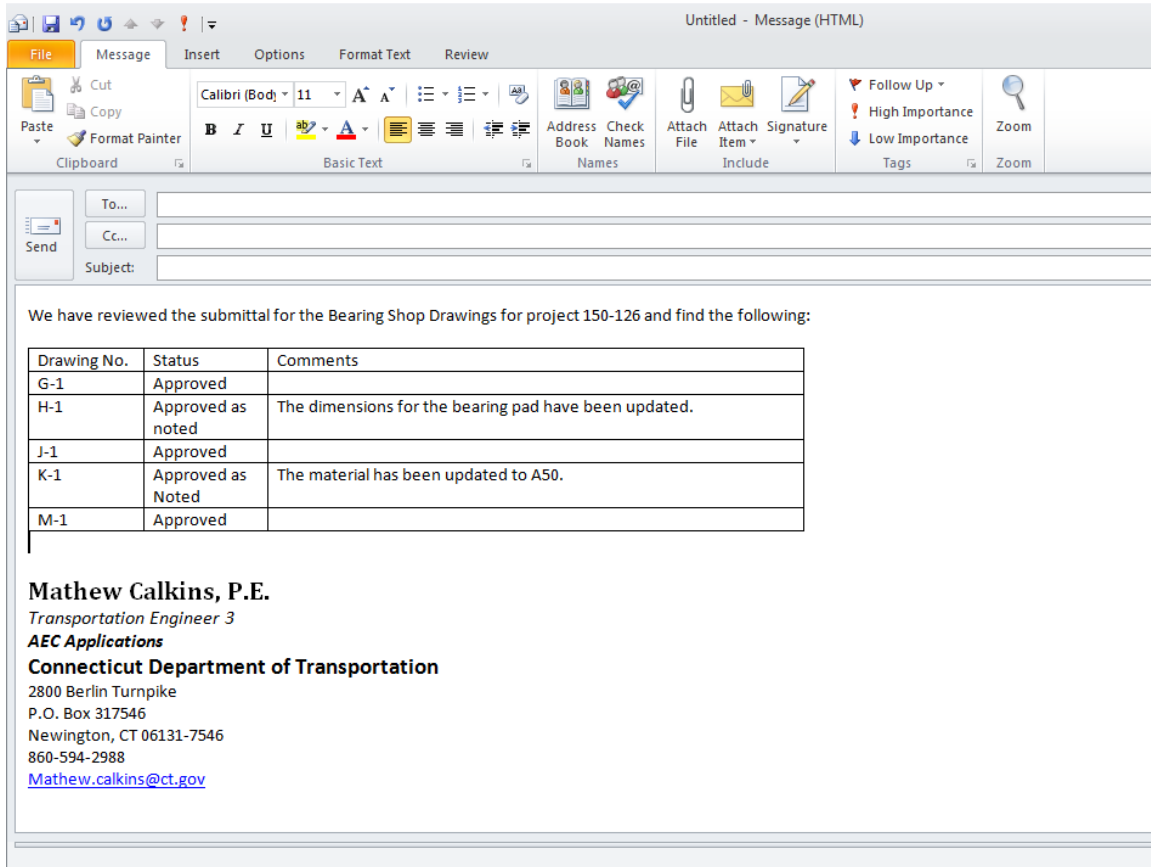 Untitled - Message (HTML)
File Message Insert Options Format Text Review
Cut
Copy
Format Painter
Paste
Clipboard
Calibri (Body 11
B I U
Basic Text
Address Book
Check Names
Names
Attach File
Attach Item
Signature
Include
Follow Up
High Importance
Low Importance
Tags
Zoom
Zoom
Send
To...
Cc...
Subject:
We have reviewed the submittal for the Bearing Shop Drawings for project 150-126 and find the following:
Drawing No. Status Comments
G-1 Approved
H-1 Approved as The dimensions for the bearing pad have been updated.
noted
J-1 Approved
K-1 Approved as The material has been updated to A50.
Noted
M-1 Approved
Mathew Calkins, P.E.
Transportation Engineer 3
AEC Applications
Connecticut Department of Transportation
2800 Berlin Turnpike
P.O. Box 317546
Newington, CT 06131-7546
860-594-2988
Mathew.calkins@ct.gov